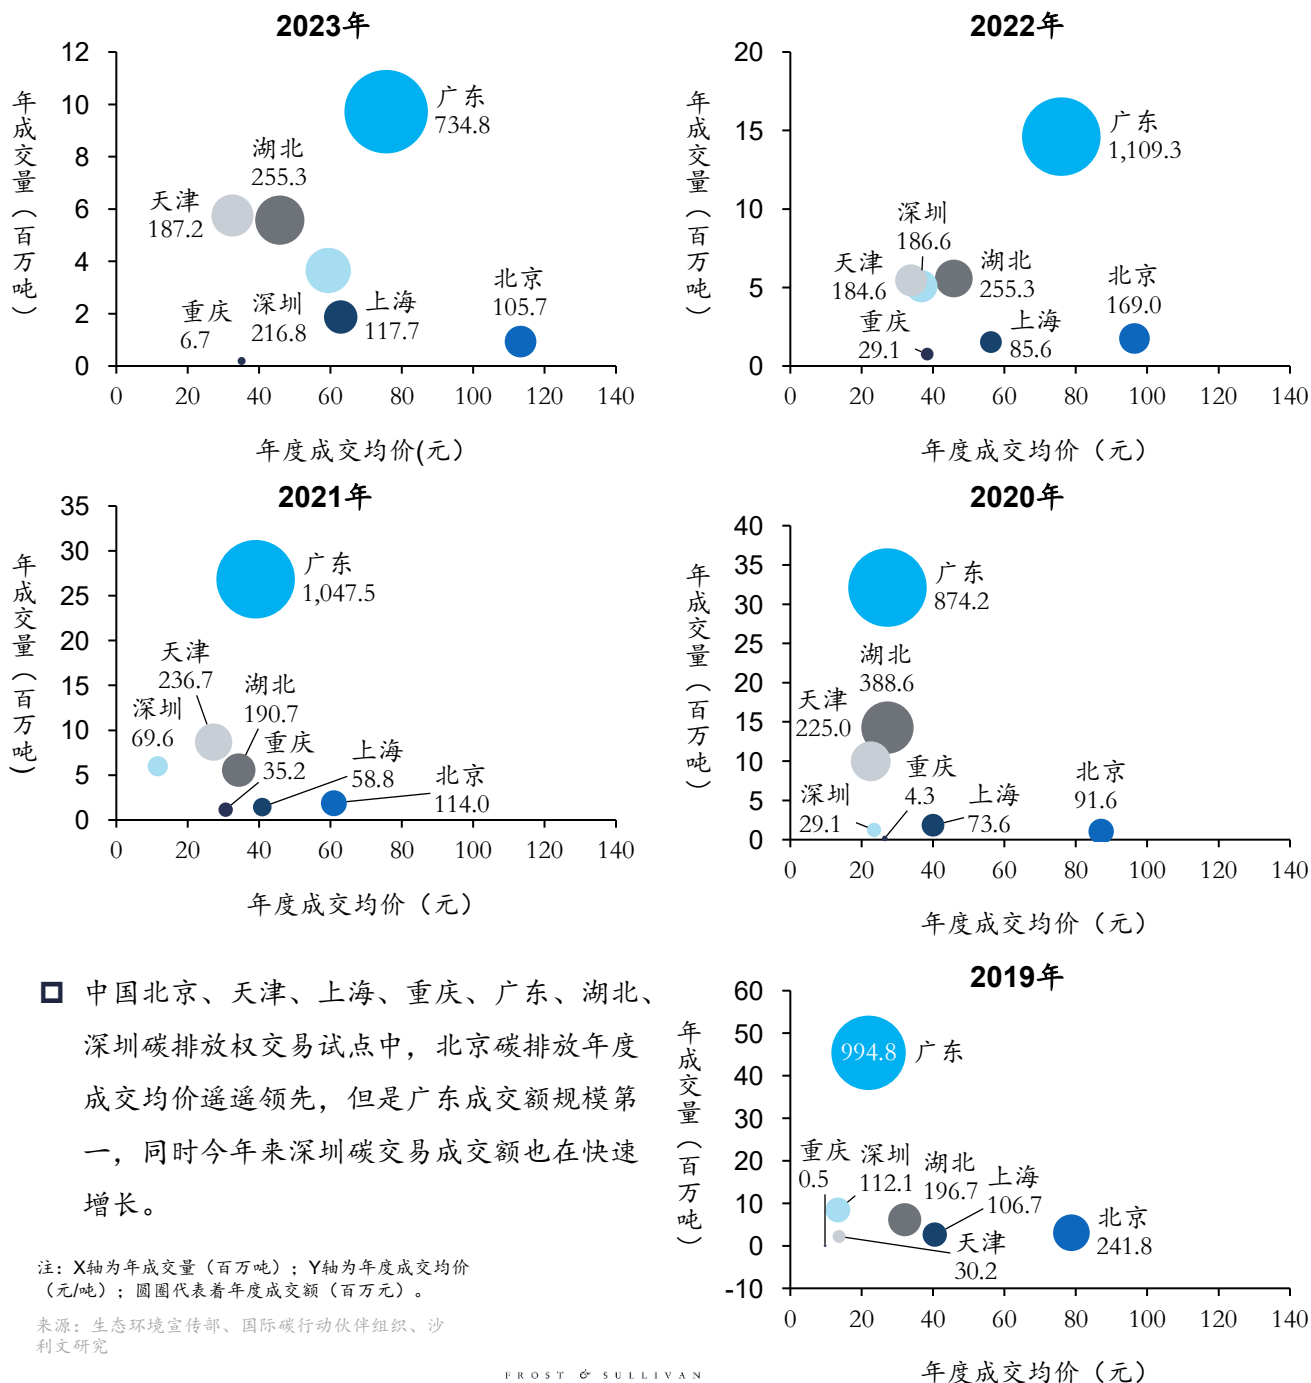 2023年
年成交量（百万吨）
12
10
8
6
4
2
0
广东
734.8
湖北
255.3
天津
187.2
重庆
6.7
深圳
216.8
上海
117.7
北京
105.7
0 20 40 60 80 100 120 140
年度成交均价(元）
2022年
年成交量（百万吨）
20
15
10
5
0
广东
1,109.3
深圳
186.6
天津
184.6
湖北
255.3
北京
169.0
重庆
29.1
上海
85.6
0 20 40 60 80 100 120 140
年度成交均价（元）
2021年
年成交量（百万吨)
35
30
25
20
15
10
5
0
广东
1,047.5
天津
236.7
湖北
190.7
深圳
69.6
重庆
35.2
上海
58.8
北京
114.0
0 20 40 60 80 100 120 140
年度成交均价（元）
2020年
年成交量（百万吨）
40
35
30
25
20
15
10
5
0
广东
874.2
湖北
388.6
天津
225.0
深圳
29.1
重庆
4.3
上海
73.6
北京
91.6
0 20 40 60 80 100 120 140
年度成交均价（元）
中国北京、天津、上海、重庆、广东、湖北、
深圳碳排放权交易试点中，北京碳排放年度
成交均价遥遥领先，但是广东成交额规模第
一，同时今年来深圳碳交易成交额也在快速
增长。
2019年
年成交量（百万吨）
60
50
40
30
20
10
0
-10
994.8 广东
重庆
0.5
深圳
112.1
湖北
196.7
上海
106.7
天津
30.2
北京
241.8
0 20 40 60 80 100 120 140
年度成交均价（元）
注：X轴为年成交量（百万吨）；Y轴为年度成交均价
（元/吨）；圆圈代表着年度成交额（百万元）。
来源：生态环境宣传部、国际碳行动伙伴组织、沙
利文研究
FROST & SULLIVAN